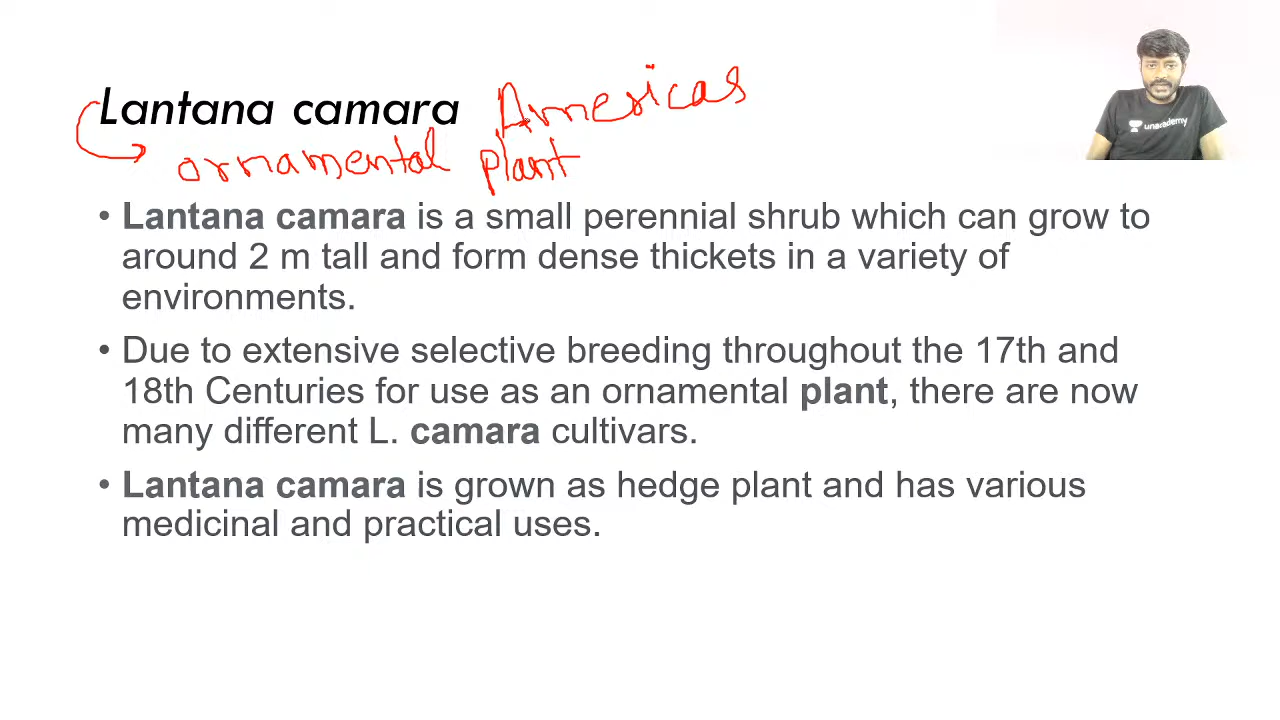 Lantana camara Americas
ornamental plant
• Lantana camara is a small perennial shrub which can grow to
around 2 m tall and form dense thickets in a variety of
environments.
• Due to extensive selective breeding throughout the 17th and
18th Centuries for use as an ornamental plant, there are now
many different L. camara cultivars.
• Lantana camara is grown as hedge plant and has various
medicinal and practical uses.
unacademy